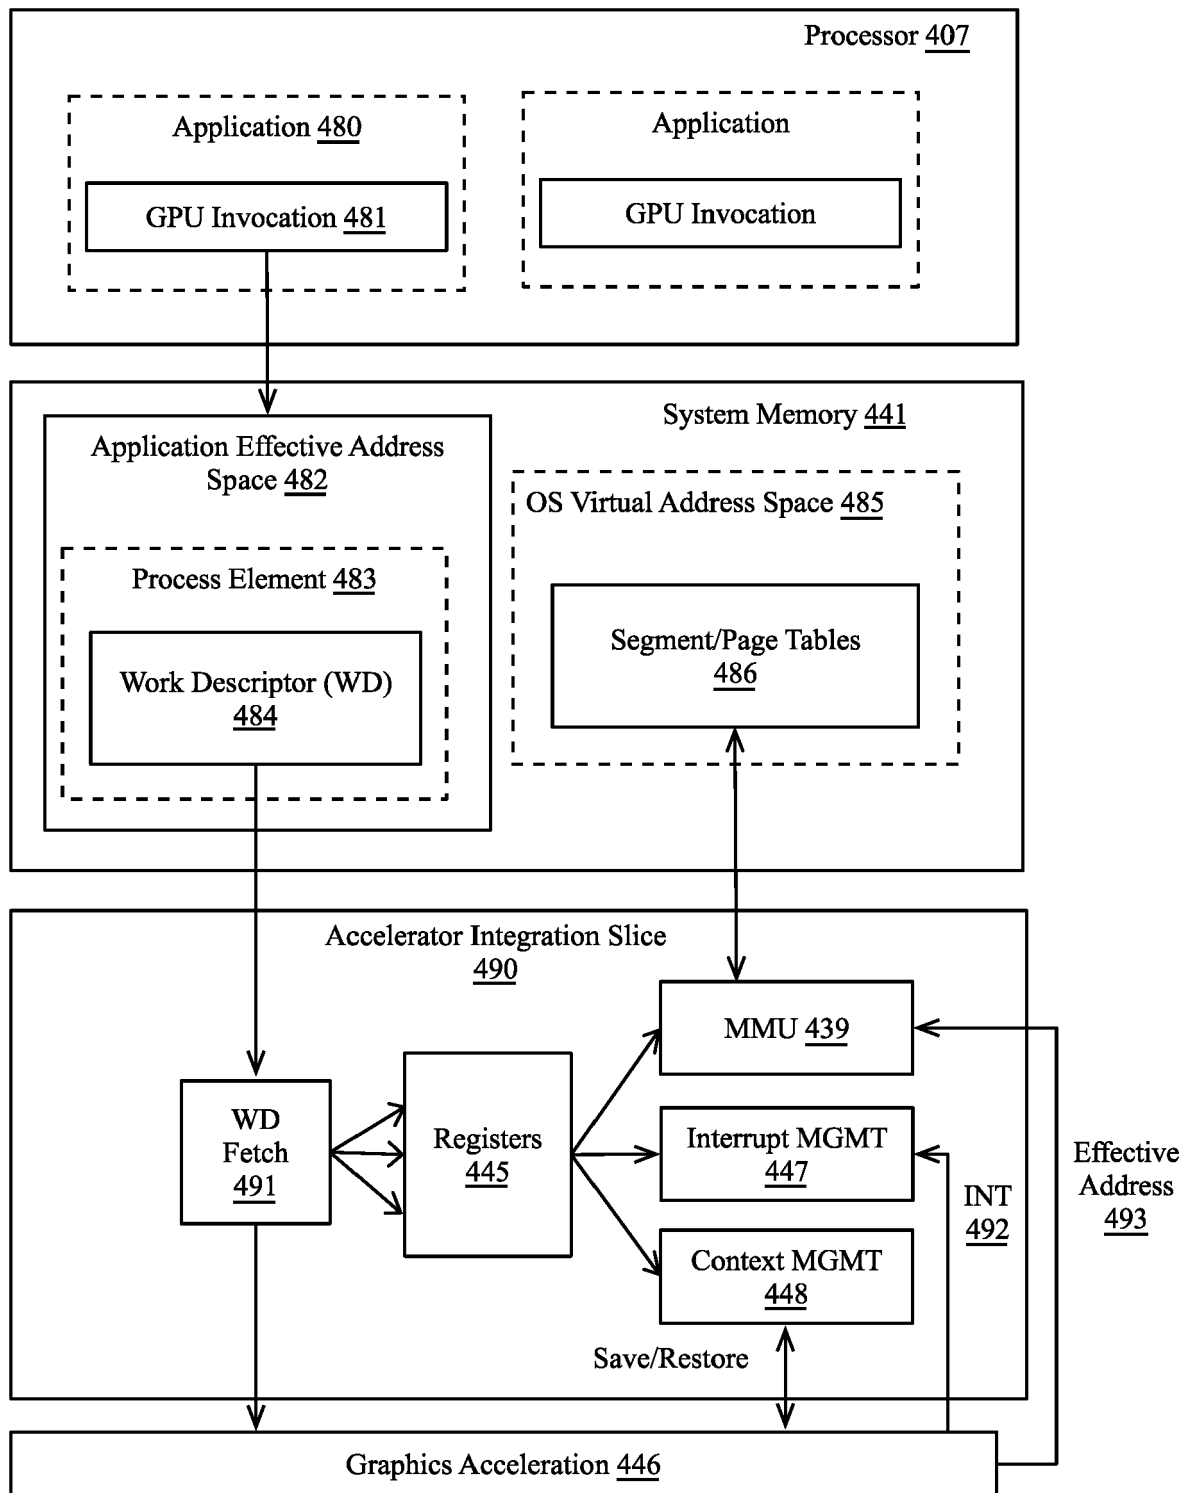 Processor 407
Application 480
GPU Invocation 481
Application
GPU Invocation
System Memory 441
Application Effective Address
Space 482
Process Element 483
Work Descriptor (WD)
484
OS Virtual Address Space 485
Segment/Page Tables
486
Accelerator Integration Slice
490
WD
Fetch
491
Registers
445
MMU 439
Interrupt MGMT
447
Context MGMT
448
Save/Restore
INT
492
Effective
Address
493
Graphics Acceleration 446